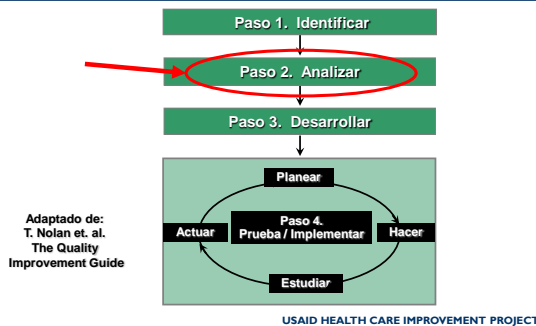 Paso 1. Identificar
Paso 2. Analizar
Paso 3. Desarrollar
Planear
Actuar
Paso 4.
Prueba / Implementar
Hacer
Estudiar
Adaptado de:
T. Nolan et. al.
The Quality
Improvement Guide
USAID HEALTH CARE IMPROVEMENT PROJECT